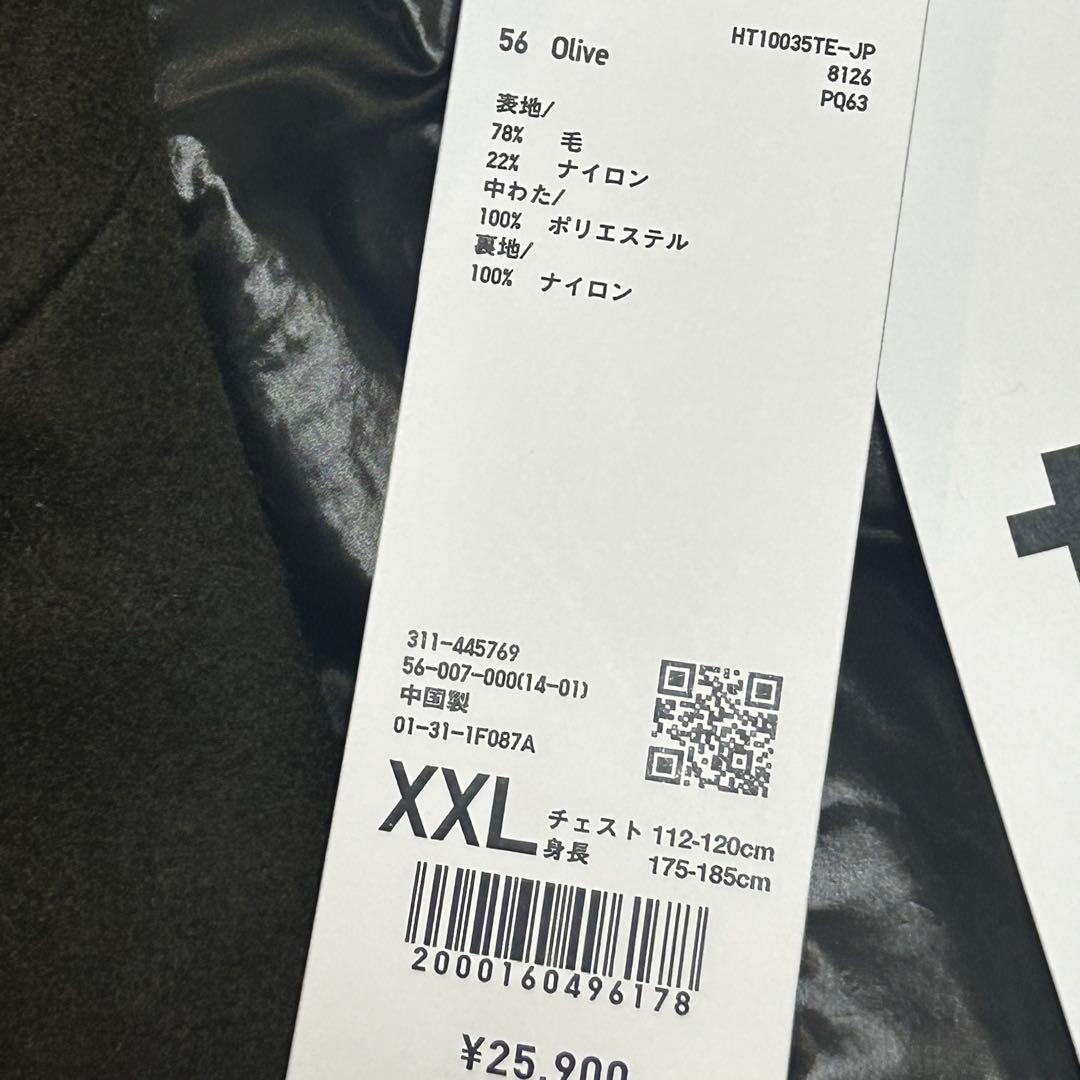 56 Olive
HT10035TE-JP
8126
PQ63
表地/
78% 毛
22% ナイロン
中わた/
100% ポリエステル
裏地/
100% ナイロン
311-445769
56-007-000(14-01)
中国製
01-31-1F087A
XXL
チェスト 112-120cm
身長 175-185cm
2000160496178
¥25,900